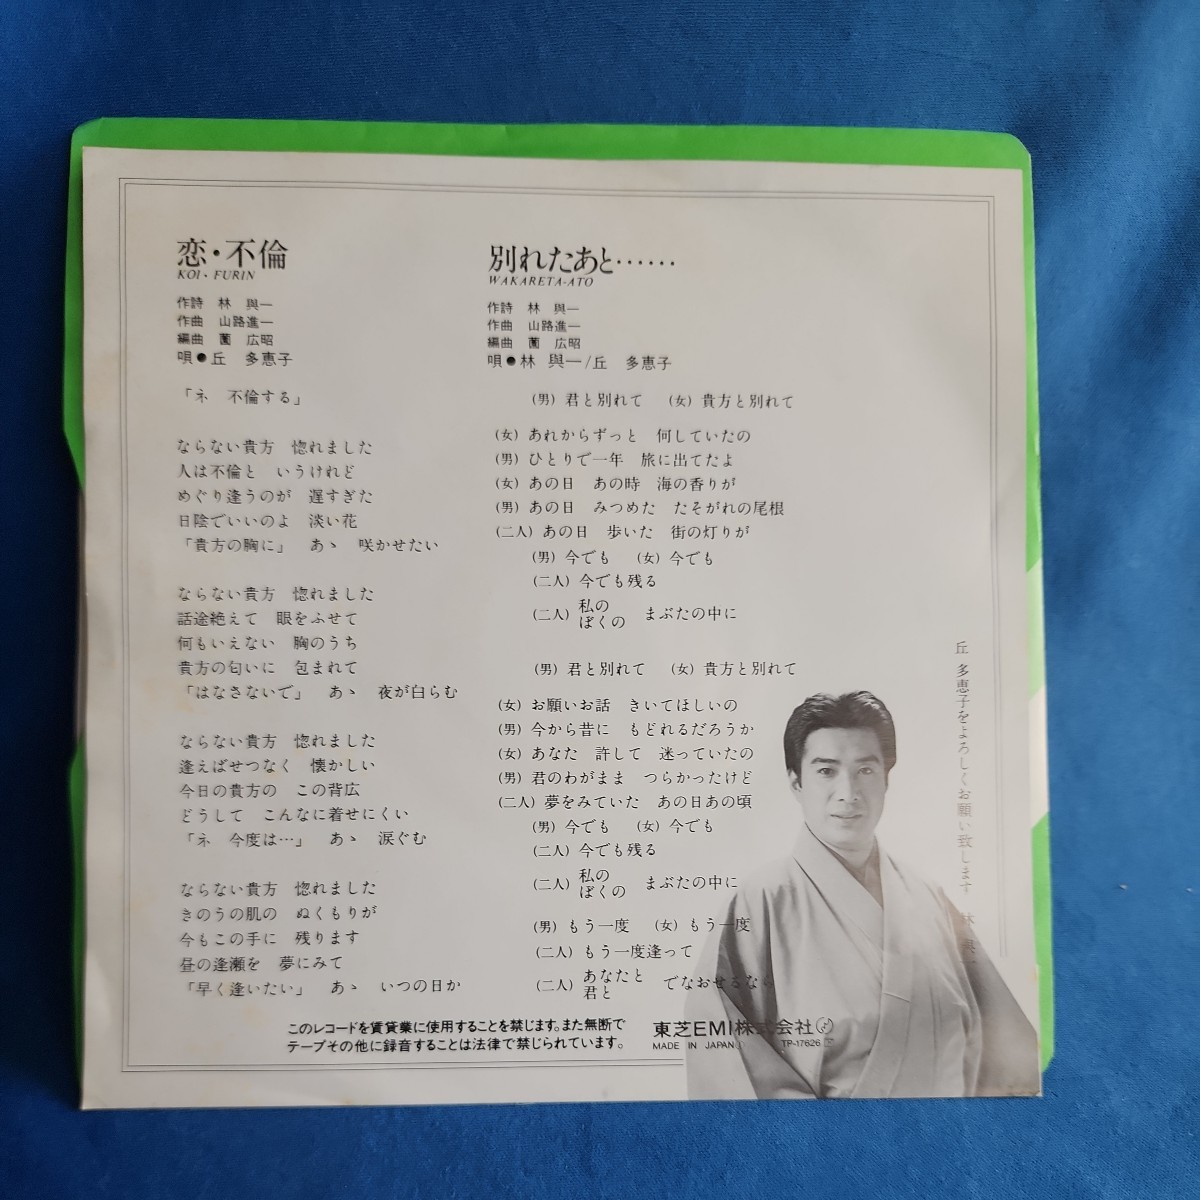 恋・不倫
KOI・FURIN
作詩 林 與一
作曲 山路進一
編曲 薗 広昭
唄●丘 多恵子
「ネ 不倫する」
ならない貴方 惚れました
人は不倫と いうけれど
めぐり逢うのが 遅すぎた
日陰でいいのよ 淡い花
「貴方の胸に」 あゝ 咲かせたい
ならない貴方 惚れました
話途絶えて 眼をふせて
何もいえない 胸のうち
貴方の匂いに 包まれて
「はなさないで」 あゝ 夜が白らむ
ならない貴方 惚れました
逢えばせつなく 懐かしい
今日の貴方の この背広
どうして こんなに着せにくい
「ネ 今度は…」 あゝ 涙ぐむ
ならない貴方 惚れました
きのうの肌の ぬくもりが
今もこの手に 残ります
昼の逢瀬を 夢にみて
「早く逢いたい」 あゝ いつの日か
別れたあと……
WAKARETA-ATO
作詩 林 與一
作曲 山路進一
編曲 薗 広昭
唄●林 與一/丘 多恵子
(男) 君と別れて (女) 貴方と別れて
(女) あれからずっと 何していたの
(男) ひとりで一年 旅に出てたよ
(女) あの日 あの時 海の香りが
(男) あの日 みつめた たそがれの尾根
(二人) あの日 歩いた 街の灯りが
(男) 今でも (女) 今でも
(二人) 今でも残る
(二人) 私の
ぼくの まぶたの中に
(男) 君と別れて (女) 貴方と別れて
(女) お願いお話 きいてほしいの
(男) 今から昔に もどれるだろうか
(女) あなた 許して 迷っていたの
(男) 君のわがまま つらかったけど
(二人) 夢をみていた あの日あの頃
(男) 今でも (女) 今でも
(二人) 今でも残る
(二人) 私の
ぼくの まぶたの中に
(男) もう一度 (女) もう一度
(二人) もう一度逢って
(二人) あなたと
君と でなおせるなら
丘 多恵子をよろしくお願い致します 林 與一
このレコードを賃貸業に使用することを禁じます。また無断で
テープその他に録音することは法律で禁じられています。
東芝EMI株式会社
MADE IN JAPAN TP-17626